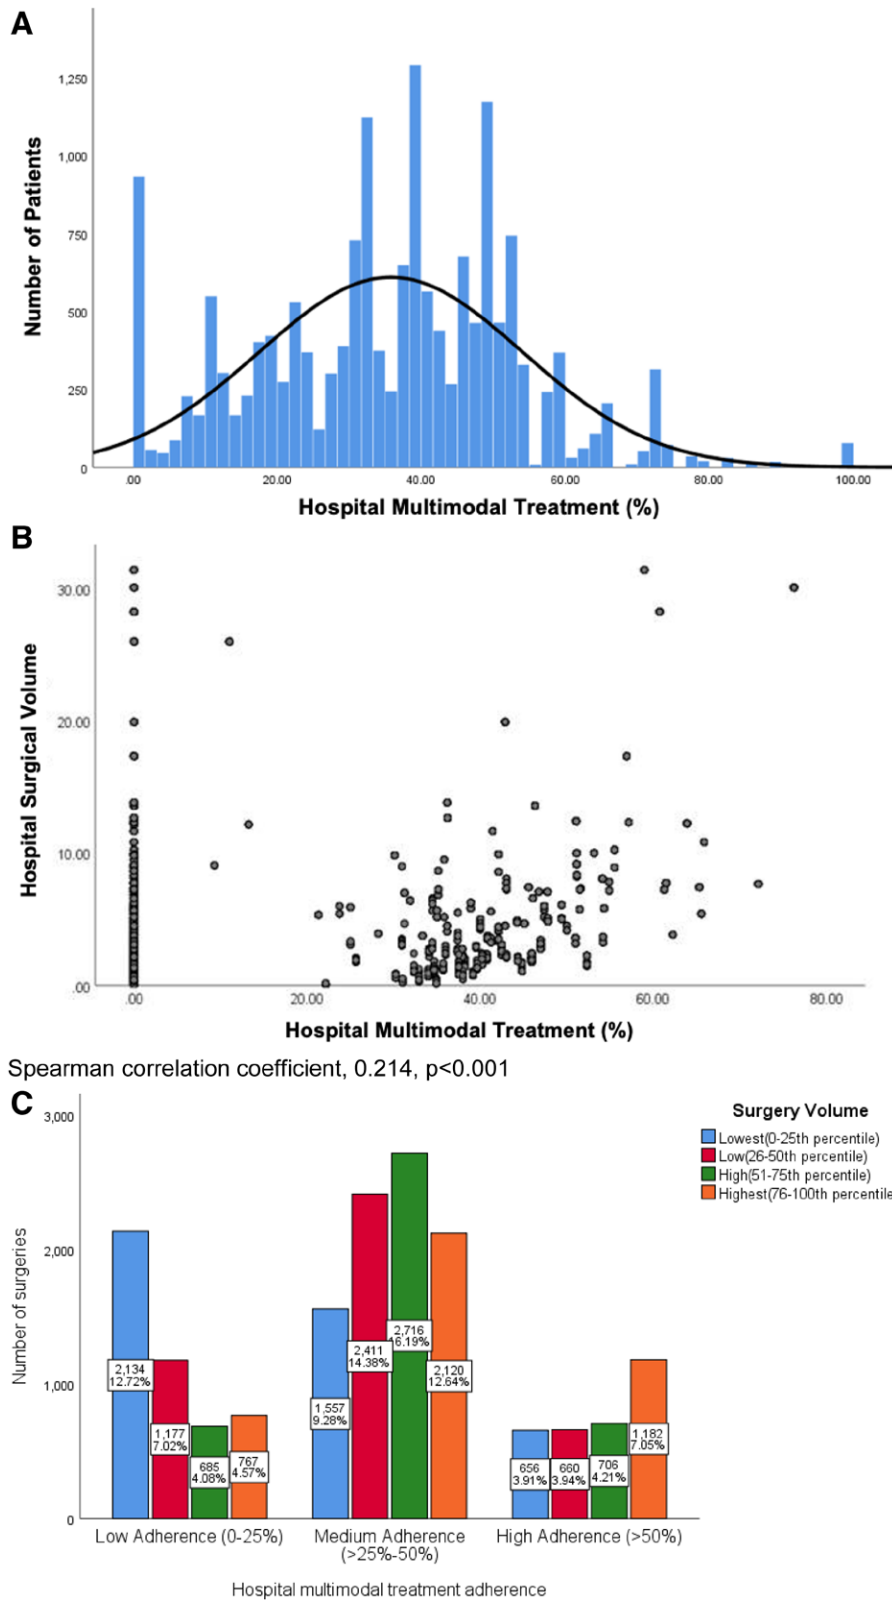 A
1,250
1,000
750
500
250
0
Number of Patients
.00 20.00 40.00 60.00 80.00 100.00
Hospital Multimodal Treatment (%)
B
30.00
20.00
10.00
.00
Hospital Surgical Volume
.00 20.00 40.00 60.00 80.00
Hospital Multimodal Treatment (%)
Spearman correlation coefficient, 0.214, p<0.001
C
3,000
2,000
1,000
0
Number of surgeries
Surgery Volume
Lowest(0-25th percentile)
Low(26-50th percentile)
High(51-75th percentile)
Highest(76-100th percentile
2,134
12.72%
1,177
7.02%
685
4.08%
767
4.57%
1,557
9.28%
2,411
14.38%
2,716
6.19%
2,120
12.64%
656
3.91%
660
3.94%
706
4.21%
1,182
7.05%
Low Adherence (0-25%)
Medium Adherence
(>25%-50%)
High Adherence (>50%)
Hospital multimodal treatment adherence